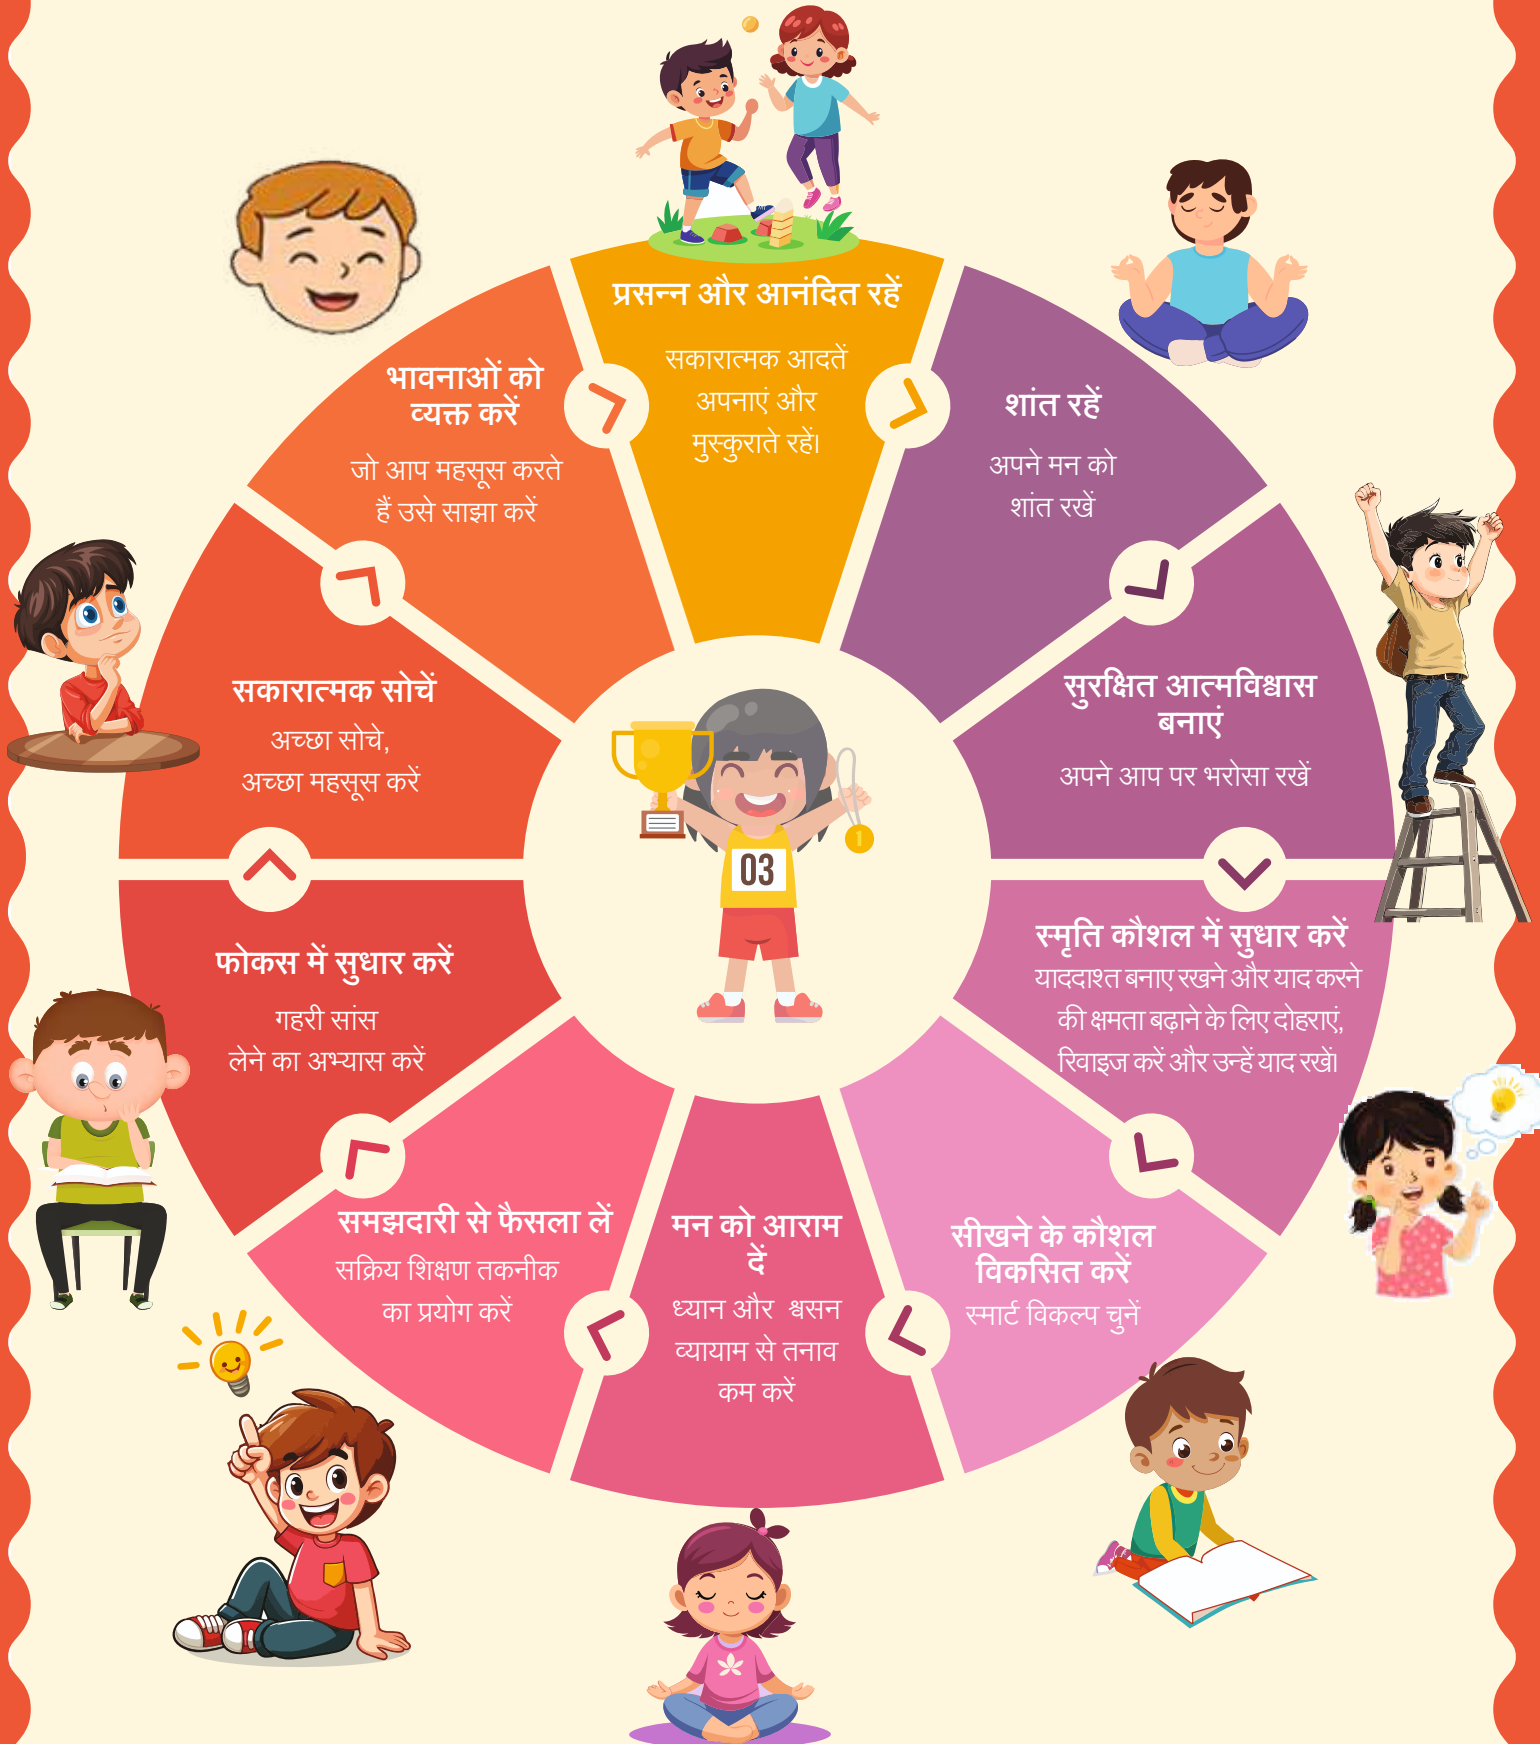 प्रसन्न और आनंदित रहें
सकारात्मक आदतें
अपनाएं और
मुस्कुराते रहें।
शांत रहें
अपने मन को
शांत रखें
सुरक्षित आत्मविश्वास
बनाएं
अपने आप पर भरोसा रखें
स्मृति कौशल में सुधार करें
याददाश्त बनाए रखने और याद करने
की क्षमता बढ़ाने के लिए दोहराएं,
रिवाइज करें और उन्हें याद रखें।
सीखने के कौशल
विकसित करें
स्मार्ट विकल्प चुनें
मन को आराम
दें
ध्यान और श्वसन
व्यायाम से तनाव
कम करें
समझदारी से फैसला लें
सक्रिय शिक्षण तकनीक
का प्रयोग करें
फोकस में सुधार करें
गहरी सांस
लेने का अभ्यास करें
सकारात्मक सोचें
अच्छा सोचे,
अच्छा महसूस करें
भावनाओं को
व्यक्त करें
जो आप महसूस करते
हैं उसे साझा करें
03
1